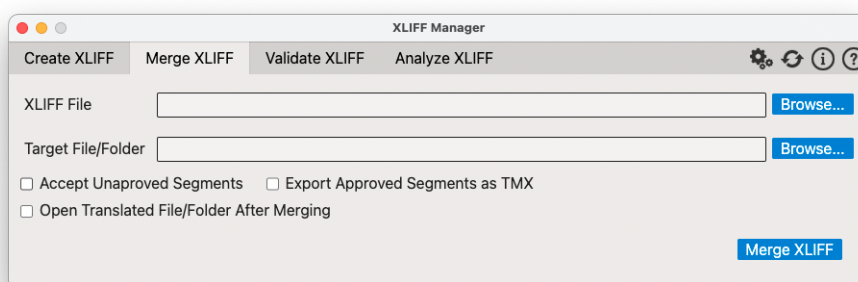 XLIFF Manager
Create XLIFF Merge XLIFF Validate XLIFF Analyze XLIFF
XLIFF File Browse...
Target File/Folder Browse...
Accept Unaproved Segments Export Approved Segments as TMX
Open Translated File/Folder After Merging
Merge XLIFF